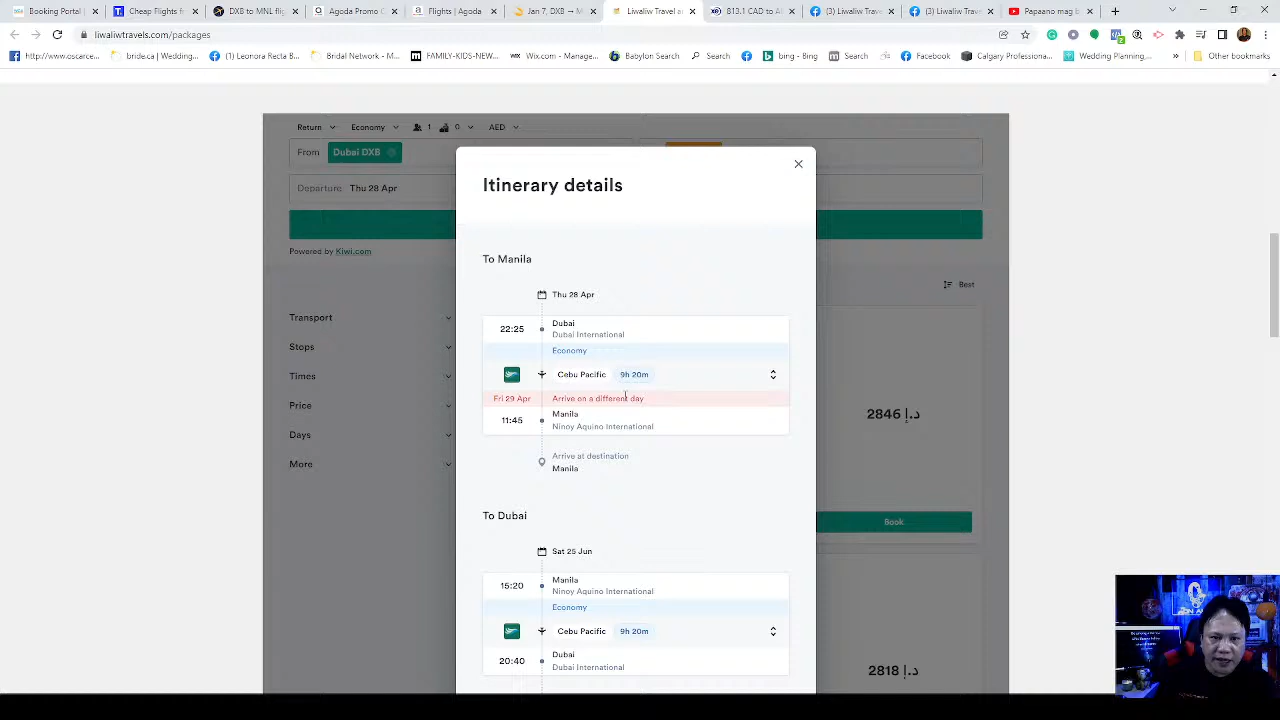 Booking Portal |
Cheap Flights f
DXB to MNL flig
Agoda Promo C
Flights | Agoda
Jan 7, DXB → M
Liwaliw Travel a
813.1 CAD to A
(3) Liwaliw Trave
(3) Liwaliw Trav
Papaano mag b
liwaliwtravels.com/packages
http://www.oscarce...
bride.ca | Wedding...
(1) Leonora Recta B...
Bridal Network - M...
FAMILY-KIDS-NEW...
Wix.com - Manage...
Babylon Search
Search
bing - Bing
Search
Facebook
Calgary Professiona...
Wedding Planning,...
Other bookmarks
Return Economy 1 0 AED
From Dubai DXB
Departure Thu 28 Apr
Powered by Kiwi.com
Best
Transport
Stops
Times
Price
Days
More
2846 د.إ
Book
2818 د.إ
Itinerary details
To Manila
Thu 28 Apr
22:25 Dubai
Dubai International
Economy
Cebu Pacific 9h 20m
Fri 29 Apr Arrive on a different day
11:45 Manila
Ninoy Aquino International
Arrive at destination
Manila
To Dubai
Sat 25 Jun
15:20 Manila
Ninoy Aquino International
Economy
Cebu Pacific 9h 20m
20:40 Dubai
Dubai International